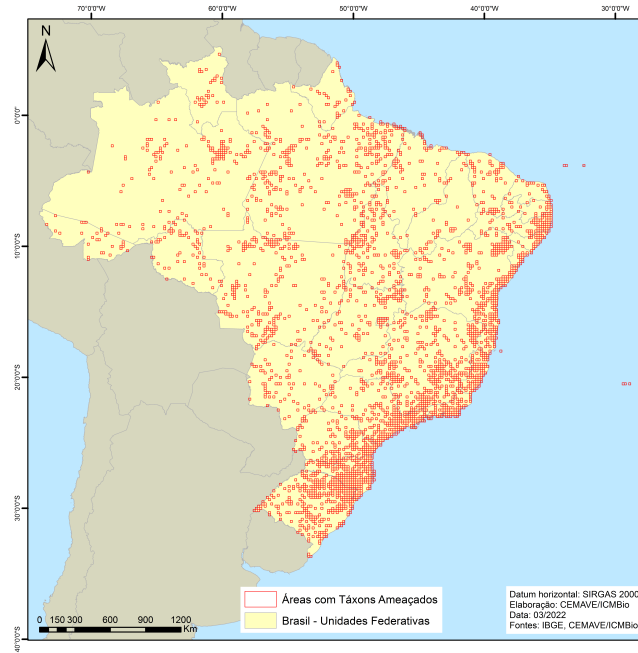 70°0'0"W 60°0'0"W 50°0'0"W 40°0'0"W 30°0'0"W
N
0°0'0"
10°0'0"S
20°0'0"S
30°0'0"S
40°0'0"S
Áreas com Táxons Ameaçados
Brasil - Unidades Federativas
0 150 300 600 900 1200
Km
Datum horizontal: SIRGAS 2000
Elaboração: CEMAVE/ICMBio
Data: 03/2022
Fontes: IBGE, CEMAVE/ICMBio